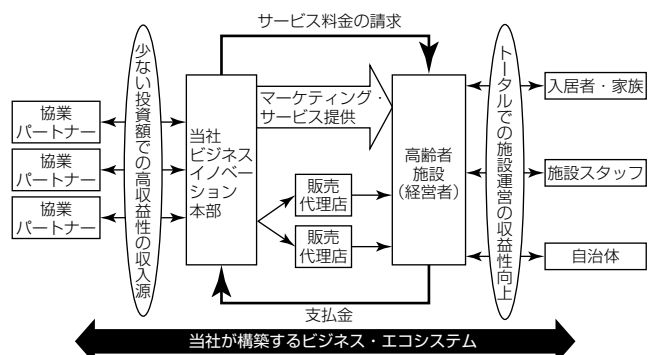 サービス料金の請求
少ない投資額での高収益性の収入源
トータルでの施設運営の収益性向上
協業
パートナー
協業
パートナー
協業
パートナー
当社
ビジネス
イノベー
ション
本部
マーケティング・
サービス提供
販売
代理店
販売
代理店
高齢者
施設
(経営者)
入居者・家族
施設スタッフ
自治体
支払金
当社が構築するビジネス・エコシステム